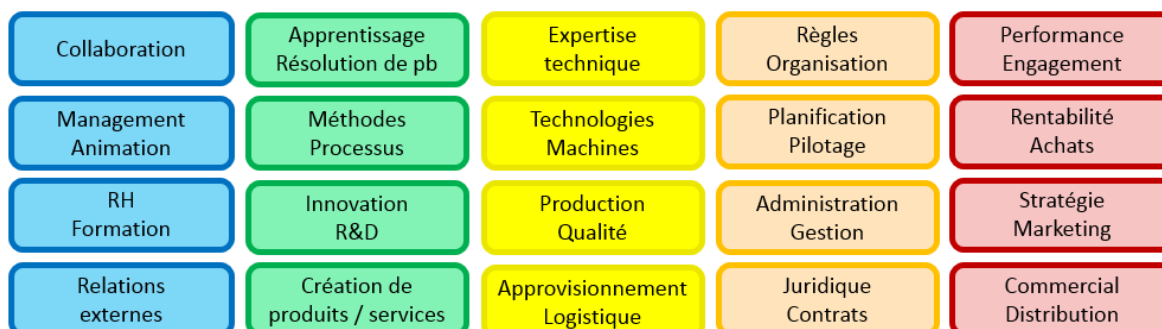 Collaboration
Apprentissage
Résolution de pb
Expertise
technique
Règles
Organisation
Performance
Engagement
Management
Animation
Méthodes
Processus
Technologies
Machines
Planification
Pilotage
Rentabilité
Achats
RH
Formation
Innovation
R&D
Production
Qualité
Administration
Gestion
Stratégie
Marketing
Relations
externes
Création de
produits / services
Approvisionnement
Logistique
Juridique
Contrats
Commercial
Distribution